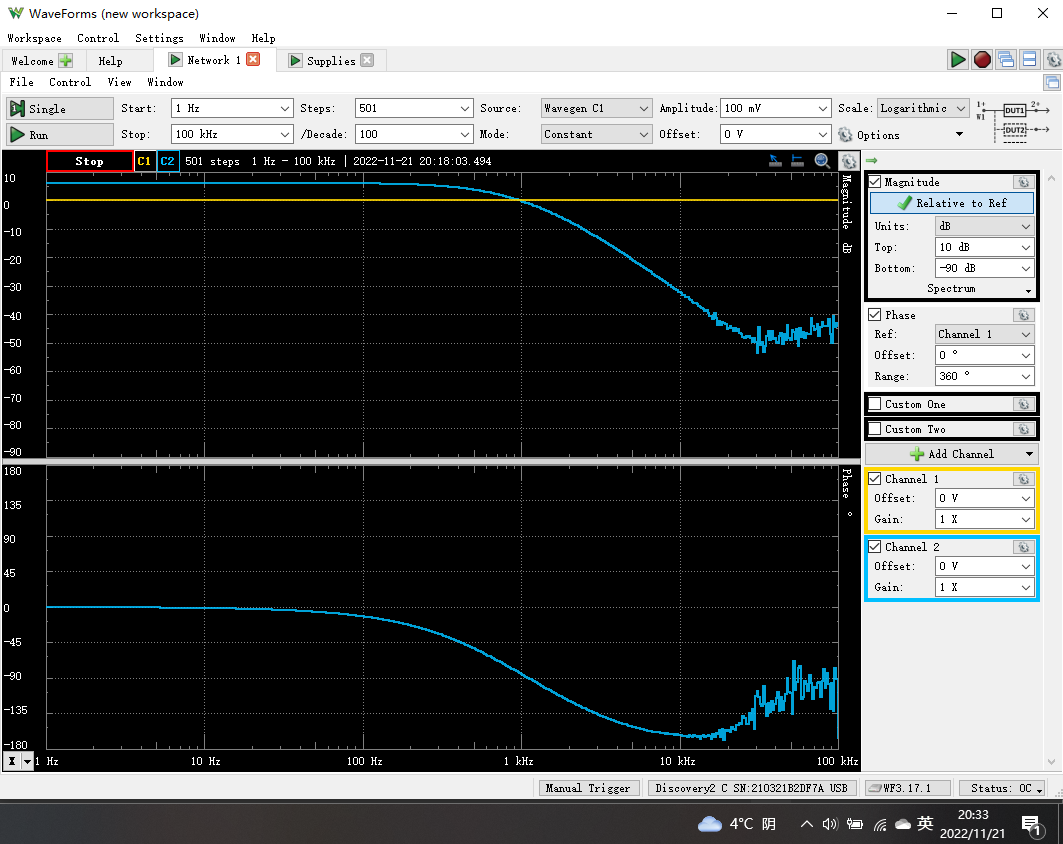 WaveForms (new workspace)
Workspace Control Settings Window Help
Welcome Help Network 1 Supplies
File Control View Window
Single Start: 1 Hz Steps: 501 Source: Wavegen C1 Amplitude: 100 mV Scale: Logarithmic
Run Stop: 100 kHz /Decade: 100 Mode: Constant Offset: 0 V Options
1+ W1 DUT1 2+
DUT2
Stop C1 C2 501 steps 1 Hz - 100 kHz | 2022-11-21 20:18:03.494
10
0
-10
-20
-30
-40
-50
-60
-70
-80
-90
Magnitude dB
180
135
90
45
0
-45
-90
-135
-180
Phase °
X 1 Hz 10 Hz 100 Hz 1 kHz 10 kHz 100 kHz
Magnitude
Relative to Ref
Units: dB
Top: 10 dB
Bottom: -90 dB
Spectrum
Phase
Ref: Channel 1
Offset: 0 °
Range: 360 °
Custom One
Custom Two
Add Channel
Channel 1
Offset: 0 V
Gain: 1 X
Channel 2
Offset: 0 V
Gain: 1 X
Manual Trigger Discovery2 C SN:210321B2DF7A USB WF3.17.1 Status: OC
4°C 阴 英 20:33
2022/11/21 1